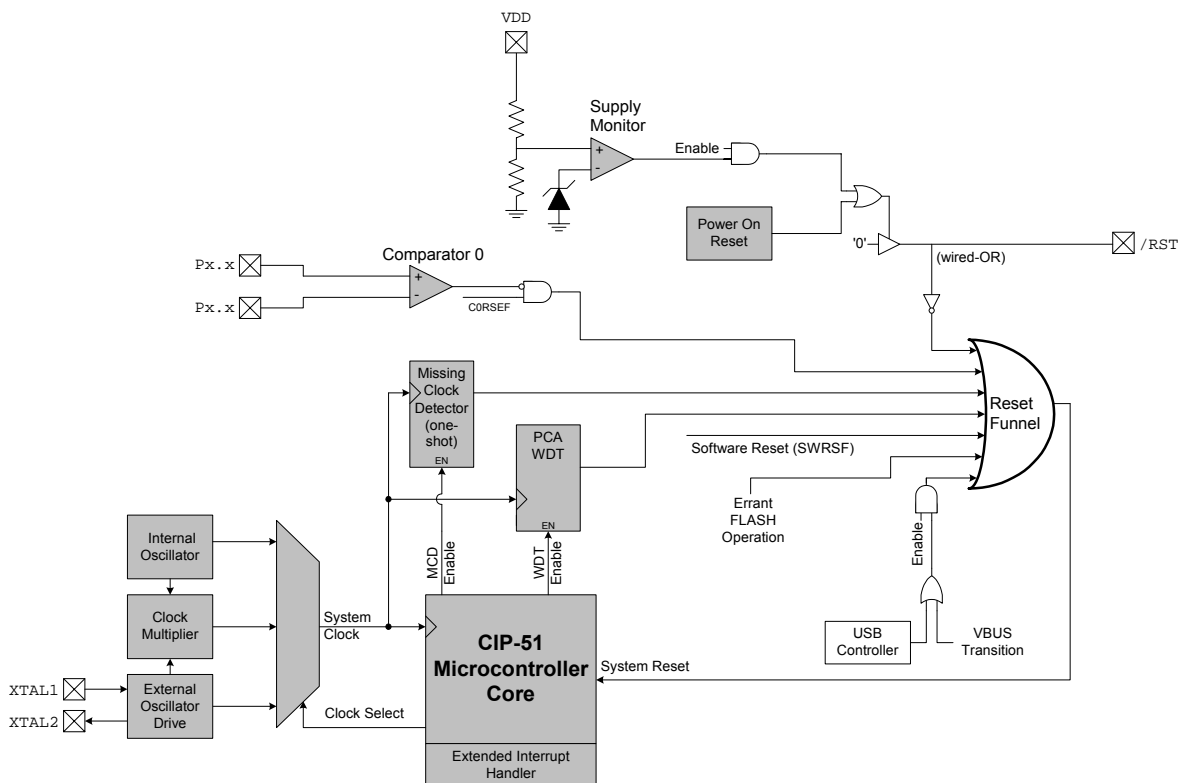 VDD
Supply
Monitor
+
-
Enable
Power On
Reset
'0'
/RST
(wired-OR)
Px.x
Px.x
Comparator 0
+
-
C0RSEF
Missing
Clock
Detector
(one-
shot)
EN
PCA
WDT
EN
Reset
Funnel
Software Reset (SWRSF)
Errant
FLASH
Operation
Enable
Internal
Oscillator
Clock
Multiplier
External
Oscillator
Drive
XTAL1
XTAL2
System
Clock
MCD
Enable
WDT
Enable
CIP-51
Microcontroller
Core
Clock Select
Extended Interrupt
Handler
System Reset
USB
Controller
VBUS
Transition